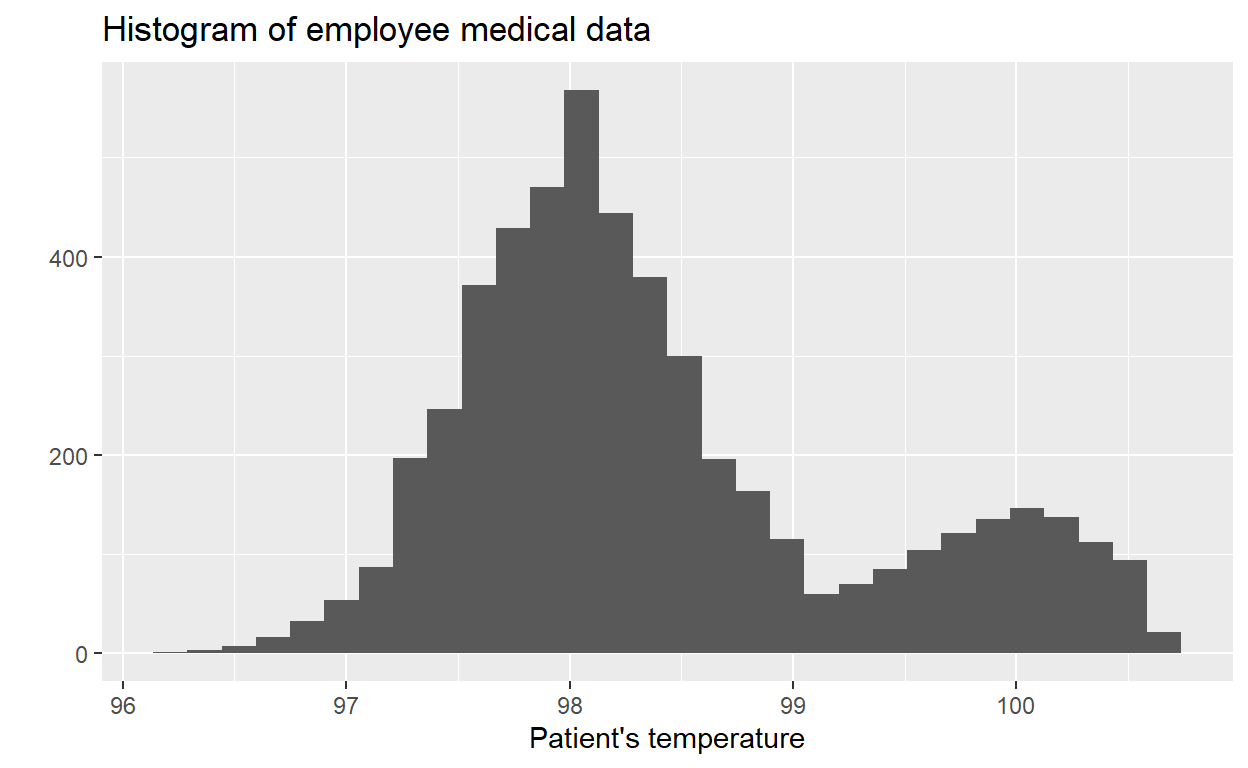 Histogram of employee medical data
400
200
0
96 97 98 99 100
Patient's temperature